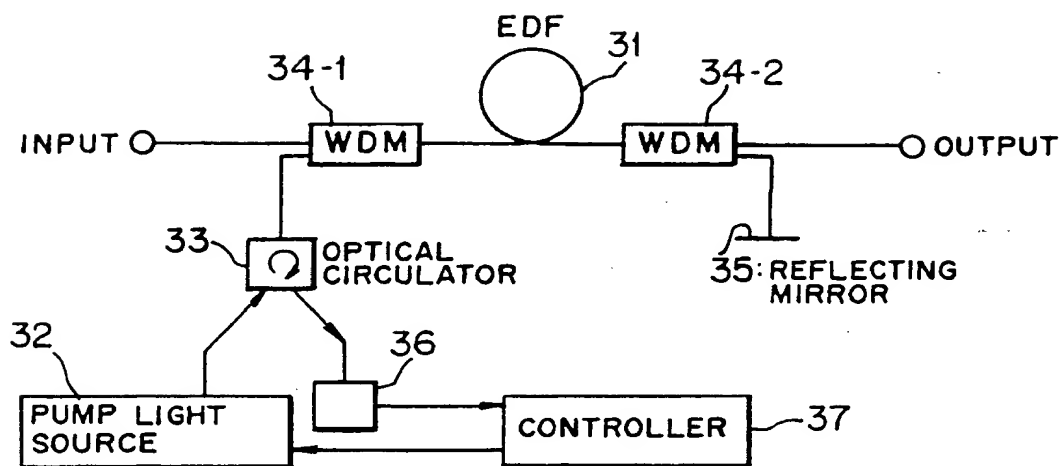 EDF
31
34-1
34-2
INPUT
WDM
WDM
OUTPUT
33
OPTICAL
CIRCULATOR
35: REFLECTING
MIRROR
32
36
PUMP LIGHT
SOURCE
CONTROLLER
37